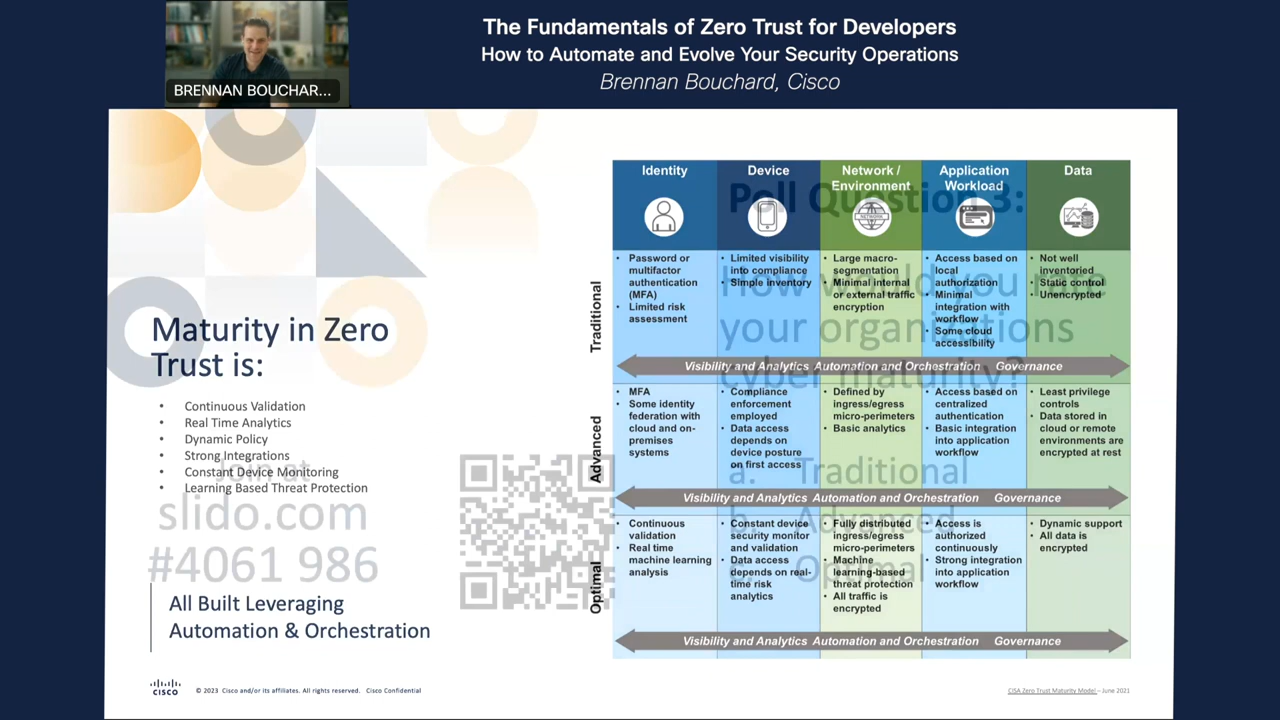 The Fundamentals of Zero Trust for Developers
How to Automate and Evolve Your Security Operations
Brennan Bouchard, Cisco
BRENNAN BOUCHAR...
Maturity in Zero
Trust is:
• Continuous Validation
• Real Time Analytics
• Dynamic Policy
• Strong Integrations
• Constant Device Monitoring
• Learning Based Threat Protection
Join at
slido.com
#4061 986
All Built Leveraging
Automation & Orchestration
Poll Question 3:
How would you rate
your organizations
cyber maturity?
a. Traditional
b. Advanced
c. Optimal
Identity
Device
Network /
Environment
NETWORK
Application
Workload
Data
Traditional
• Password or
multifactor
authentication
(MFA)
• Limited risk
assessment
• Limited visibility
into compliance
• Simple inventory
• Large macro-
segmentation
• Minimal internal
or external traffic
encryption
• Access based on
local
authorization
• Minimal
integration with
workflow
• Some cloud
accessibility
• Not well
inventoried
• Static control
• Unencrypted
Visibility and Analytics Automation and Orchestration Governance
Advanced
• MFA
• Some identity
federation with
cloud and on-
premises
systems
• Compliance
enforcement
employed
• Data access
depends on
device posture
on first access
• Defined by
ingress/egress
micro-perimeters
• Basic analytics
• Access based on
centralized
authentication
• Basic integration
into application
workflow
• Least privilege
controls
• Data stored in
cloud or remote
environments are
encrypted at rest
Visibility and Analytics Automation and Orchestration Governance
Optimal
• Continuous
validation
• Real time
machine learning
analysis
• Constant device
security monitor
and validation
• Data access
depends on real-
time risk
analytics
• Fully distributed
ingress/egress
micro-perimeters
• Machine
learning-based
threat protection
• All traffic is
encrypted
• Access is
authorized
continuously
• Strong integration
into application
workflow
• Dynamic support
• All data is
encrypted
Visibility and Analytics Automation and Orchestration Governance
CISCO
© 2023 Cisco and/or its affiliates. All rights reserved. Cisco Confidential
CISA Zero Trust Maturity Model – June 2021